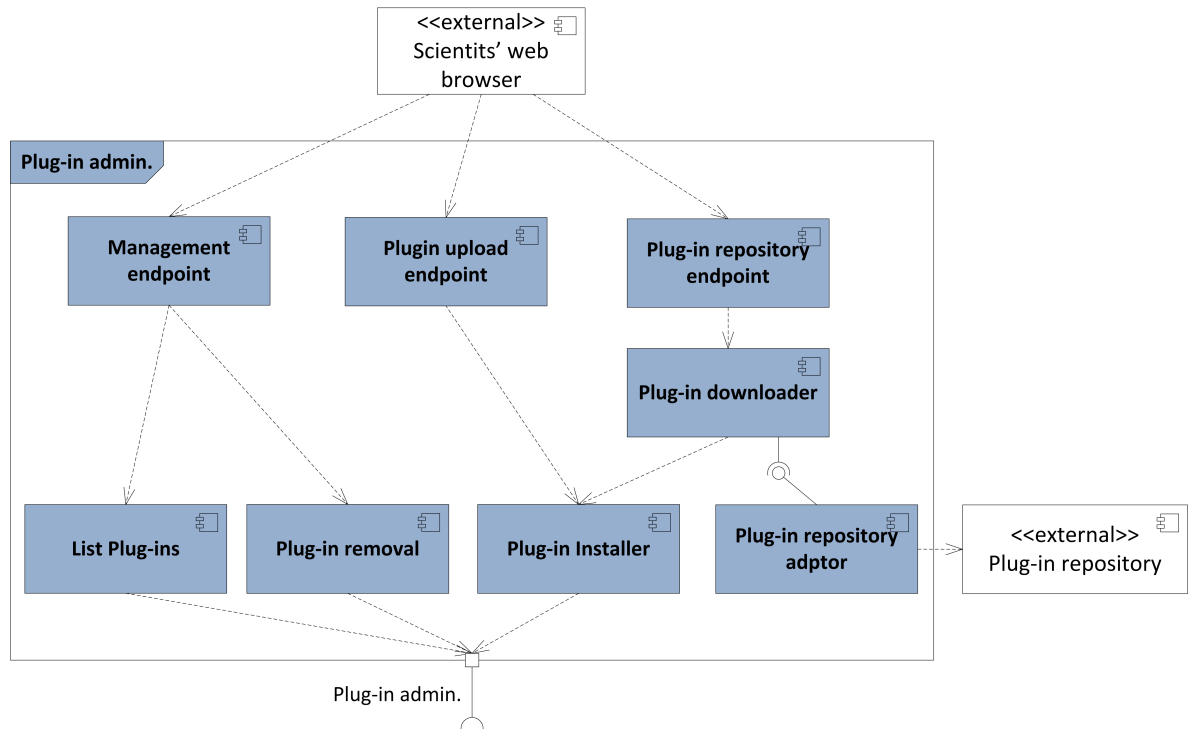 <<external>>
Scientits’ web
browser
Plug-in admin.
Management
endpoint
Plugin upload
endpoint
Plug-in repository
endpoint
Plug-in downloader
List Plug-ins
Plug-in removal
Plug-in Installer
Plug-in repository
adptor
<<external>>
Plug-in repository
Plug-in admin.